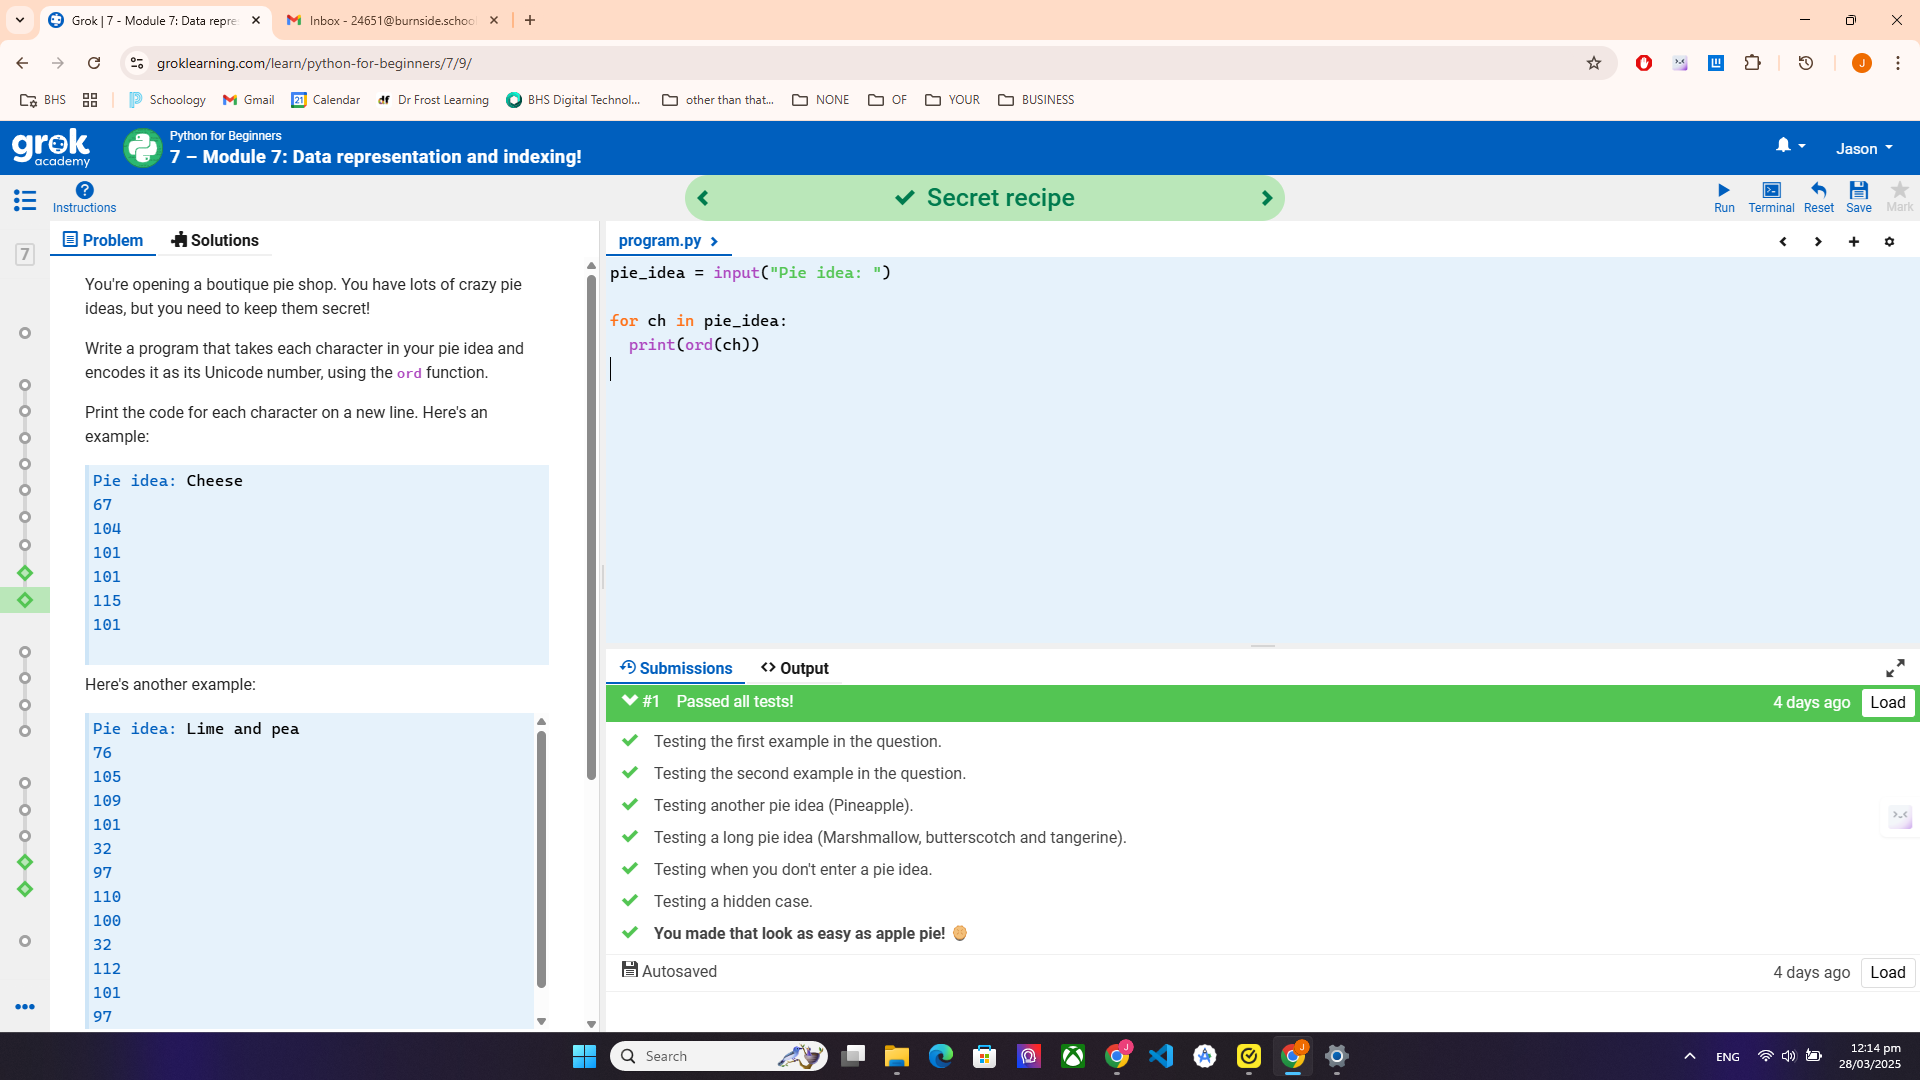 Grok | 7 - Module 7: Data repre
Inbox - 24651@burnside.schoo
groklearning.com/learn/python-for-beginners/7/9/
BHS
Schoology
Gmail
Calendar
Dr Frost Learning
BHS Digital Technol...
other than that...
NONE
OF
YOUR
BUSINESS
grok
academy
Python for Beginners
7 – Module 7: Data representation and indexing!
Jason
Instructions
Secret recipe
Run
Terminal
Reset
Save
Mark
7
Problem
Solutions
You're opening a boutique pie shop. You have lots of crazy pie
ideas, but you need to keep them secret!
Write a program that takes each character in your pie idea and
encodes it as its Unicode number, using the ord function.
Print the code for each character on a new line. Here's an
example:
Pie idea: Cheese
67
104
101
101
115
101
Here's another example:
Pie idea: Lime and pea
76
105
109
101
32
97
110
100
32
112
101
97
program.py
pie_idea = input("Pie idea: ")
for ch in pie_idea:
  print(ord(ch))
Submissions
Output
#1 Passed all tests!
4 days ago
Load
Testing the first example in the question.
Testing the second example in the question.
Testing another pie idea (Pineapple).
Testing a long pie idea (Marshmallow, butterscotch and tangerine).
Testing when you don't enter a pie idea.
Testing a hidden case.
You made that look as easy as apple pie!
Autosaved
4 days ago
Load
Search
ENG
12:14 pm
28/03/2025